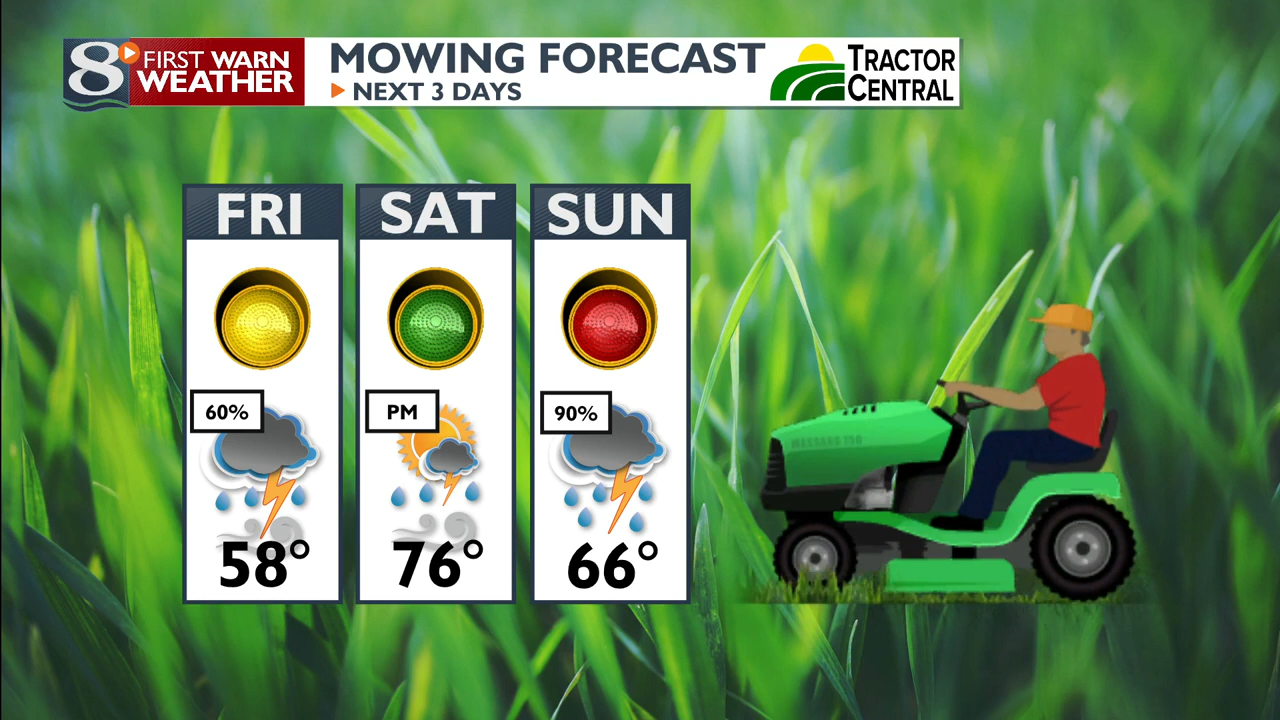 8 FIRST WARN
WEATHER
MOWING FORECAST
NEXT 3 DAYS
TRACTOR
CENTRAL
FRI
SAT
SUN
60%
PM
90%
58°
76°
66°